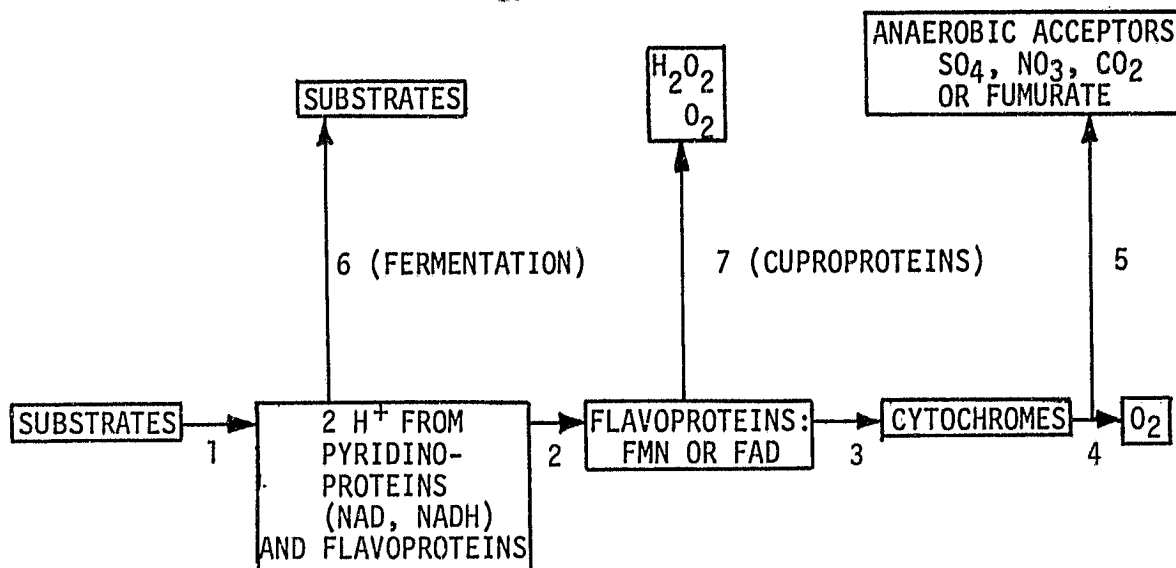 ANAEROBIC ACCEPTORS
SO4, NO3, CO2
OR FUMURATE
H2O2
O2
SUBSTRATES
6 (FERMENTATION)
7 (CUPROPROTEINS)
5
SUBSTRATES
1
2 H+ FROM
PYRIDINO-
PROTEINS
(NAD, NADH)
AND FLAVOPROTEINS
2
FLAVOPROTEINS:
FMN OR FAD
3
CYTOCHROMES
4
O2